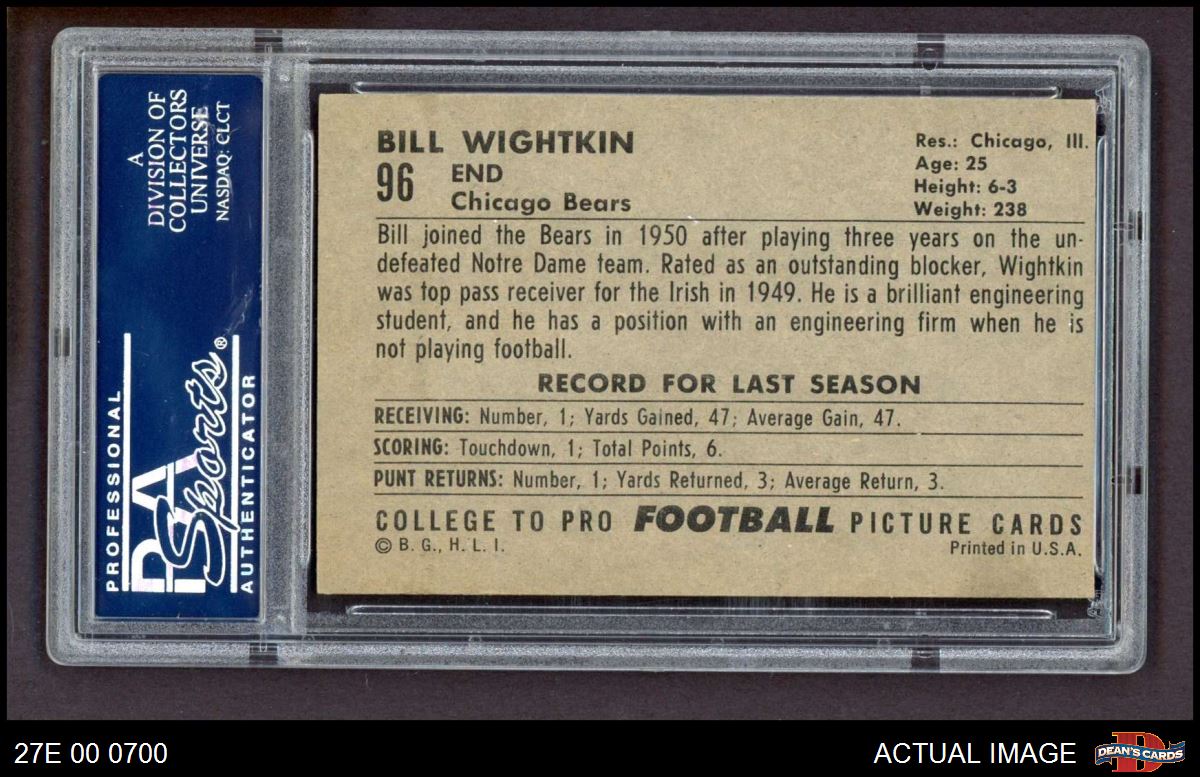 A
DIVISION OF
COLLECTORS
UNIVERSE
NASDAQ: CLCT
PROFESSIONAL
PSA
Sports®
AUTHENTICATOR
BILL WIGHTKIN
96
END
Chicago Bears
Res.: Chicago, Ill.
Age: 25
Height: 6-3
Weight: 238
Bill joined the Bears in 1950 after playing three years on the un-
defeated Notre Dame team. Rated as an outstanding blocker, Wightkin
was top pass receiver for the Irish in 1949. He is a brilliant engineering
student, and he has a position with an engineering firm when he is
not playing football.
RECORD FOR LAST SEASON
RECEIVING: Number, 1; Yards Gained, 47; Average Gain, 47.
SCORING: Touchdown, 1; Total Points, 6.
PUNT RETURNS: Number, 1; Yards Returned, 3; Average Return, 3.
COLLEGE TO PRO FOOTBALL PICTURE CARDS
© B. G., H. L. I.
Printed in U.S.A.
27E 00 0700
ACTUAL IMAGE
DEAN'S CARDS